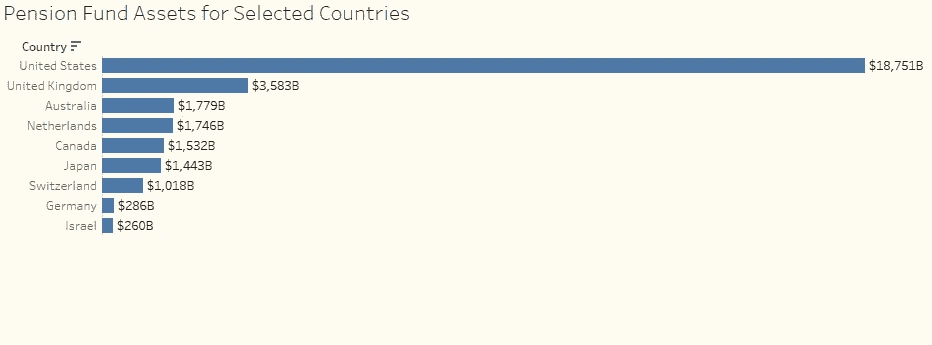 Pension Fund Assets for Selected Countries
Country
United States $18,751B
United Kingdom $3,583B
Australia $1,779B
Netherlands $1,746B
Canada $1,532B
Japan $1,443B
Switzerland $1,018B
Germany $286B
Israel $260B